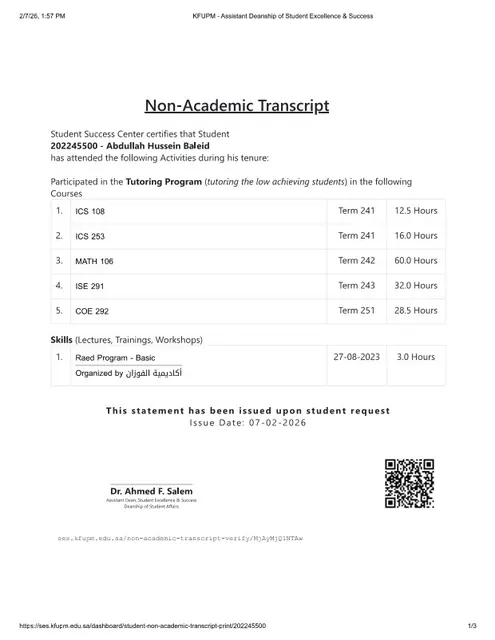 2/7/26, 1:57 PM KFUPM - Assistant Deanship of Student Excellence & Success
Non-Academic Transcript
Student Success Center certifies that Student
202245500 - Abdullah Hussein Baleid
has attended the following Activities during his tenure:
Participated in the Tutoring Program (tutoring the low achieving students) in the following
Courses
1. ICS 108 Term 241 12.5 Hours
2. ICS 253 Term 241 16.0 Hours
3. MATH 106 Term 242 60.0 Hours
4. ISE 291 Term 243 32.0 Hours
5. COE 292 Term 251 28.5 Hours
Skills (Lectures, Trainings, Workshops)
1. Raed Program - Basic 27-08-2023 3.0 Hours
Organized by أكاديمية الفوزان
This statement has been issued upon student request
Issue Date: 07-02-2026
Dr. Ahmed F. Salem
Assistant Dean, Student Excellence & Success
Deanship of Student Affairs
ses.kfupm.edu.sa/non-academic-transcript-verify/MjAyMjQ1NTAw
https://ses.kfupm.edu.sa/dashboard/student-non-academic-transcript-print/202245500 1/3